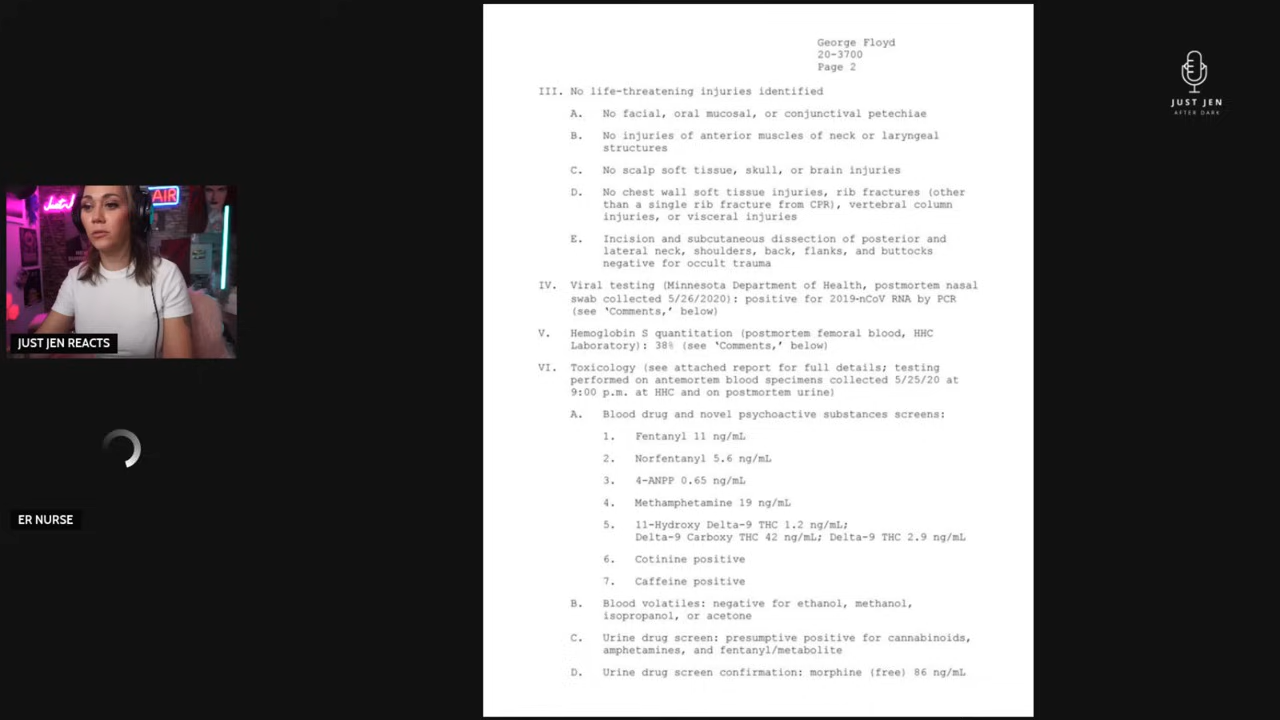 George Floyd
20-3700
Page 2
III. No life-threatening injuries identified
A. No facial, oral mucosal, or conjunctival petechiae
B. No injuries of anterior muscles of neck or laryngeal
structures
C. No scalp soft tissue, skull, or brain injuries
D. No chest wall soft tissue injuries, rib fractures (other
than a single rib fracture from CPR), vertebral column
injuries, or visceral injuries
E. Incision and subcutaneous dissection of posterior and
lateral neck, shoulders, back, flanks, and buttocks
negative for occult trauma
IV. Viral testing (Minnesota Department of Health, postmortem nasal
swab collected 5/26/2020): positive for 2019-nCoV RNA by PCR
(see ‘Comments,’ below)
V. Hemoglobin S quantitation (postmortem femoral blood, HHC
Laboratory): 38% (see ‘Comments,’ below)
VI. Toxicology (see attached report for full details; testing
performed on antemortem blood specimens collected 5/25/20 at
9:00 p.m. at HHC and on postmortem urine)
A. Blood drug and novel psychoactive substances screens:
1. Fentanyl 11 ng/mL
2. Norfentanyl 5.6 ng/mL
3. 4-ANPP 0.65 ng/mL
4. Methamphetamine 19 ng/mL
5. 11-Hydroxy Delta-9 THC 1.2 ng/mL;
Delta-9 Carboxy THC 42 ng/mL; Delta-9 THC 2.9 ng/mL
6. Cotinine positive
7. Caffeine positive
B. Blood volatiles: negative for ethanol, methanol,
isopropanol, or acetone
C. Urine drug screen: presumptive positive for cannabinoids,
amphetamines, and fentanyl/metabolite
D. Urine drug screen confirmation: morphine (free) 86 ng/mL
JUST JEN
AFTER DARK
AIR
JUST JEN REACTS
ER NURSE